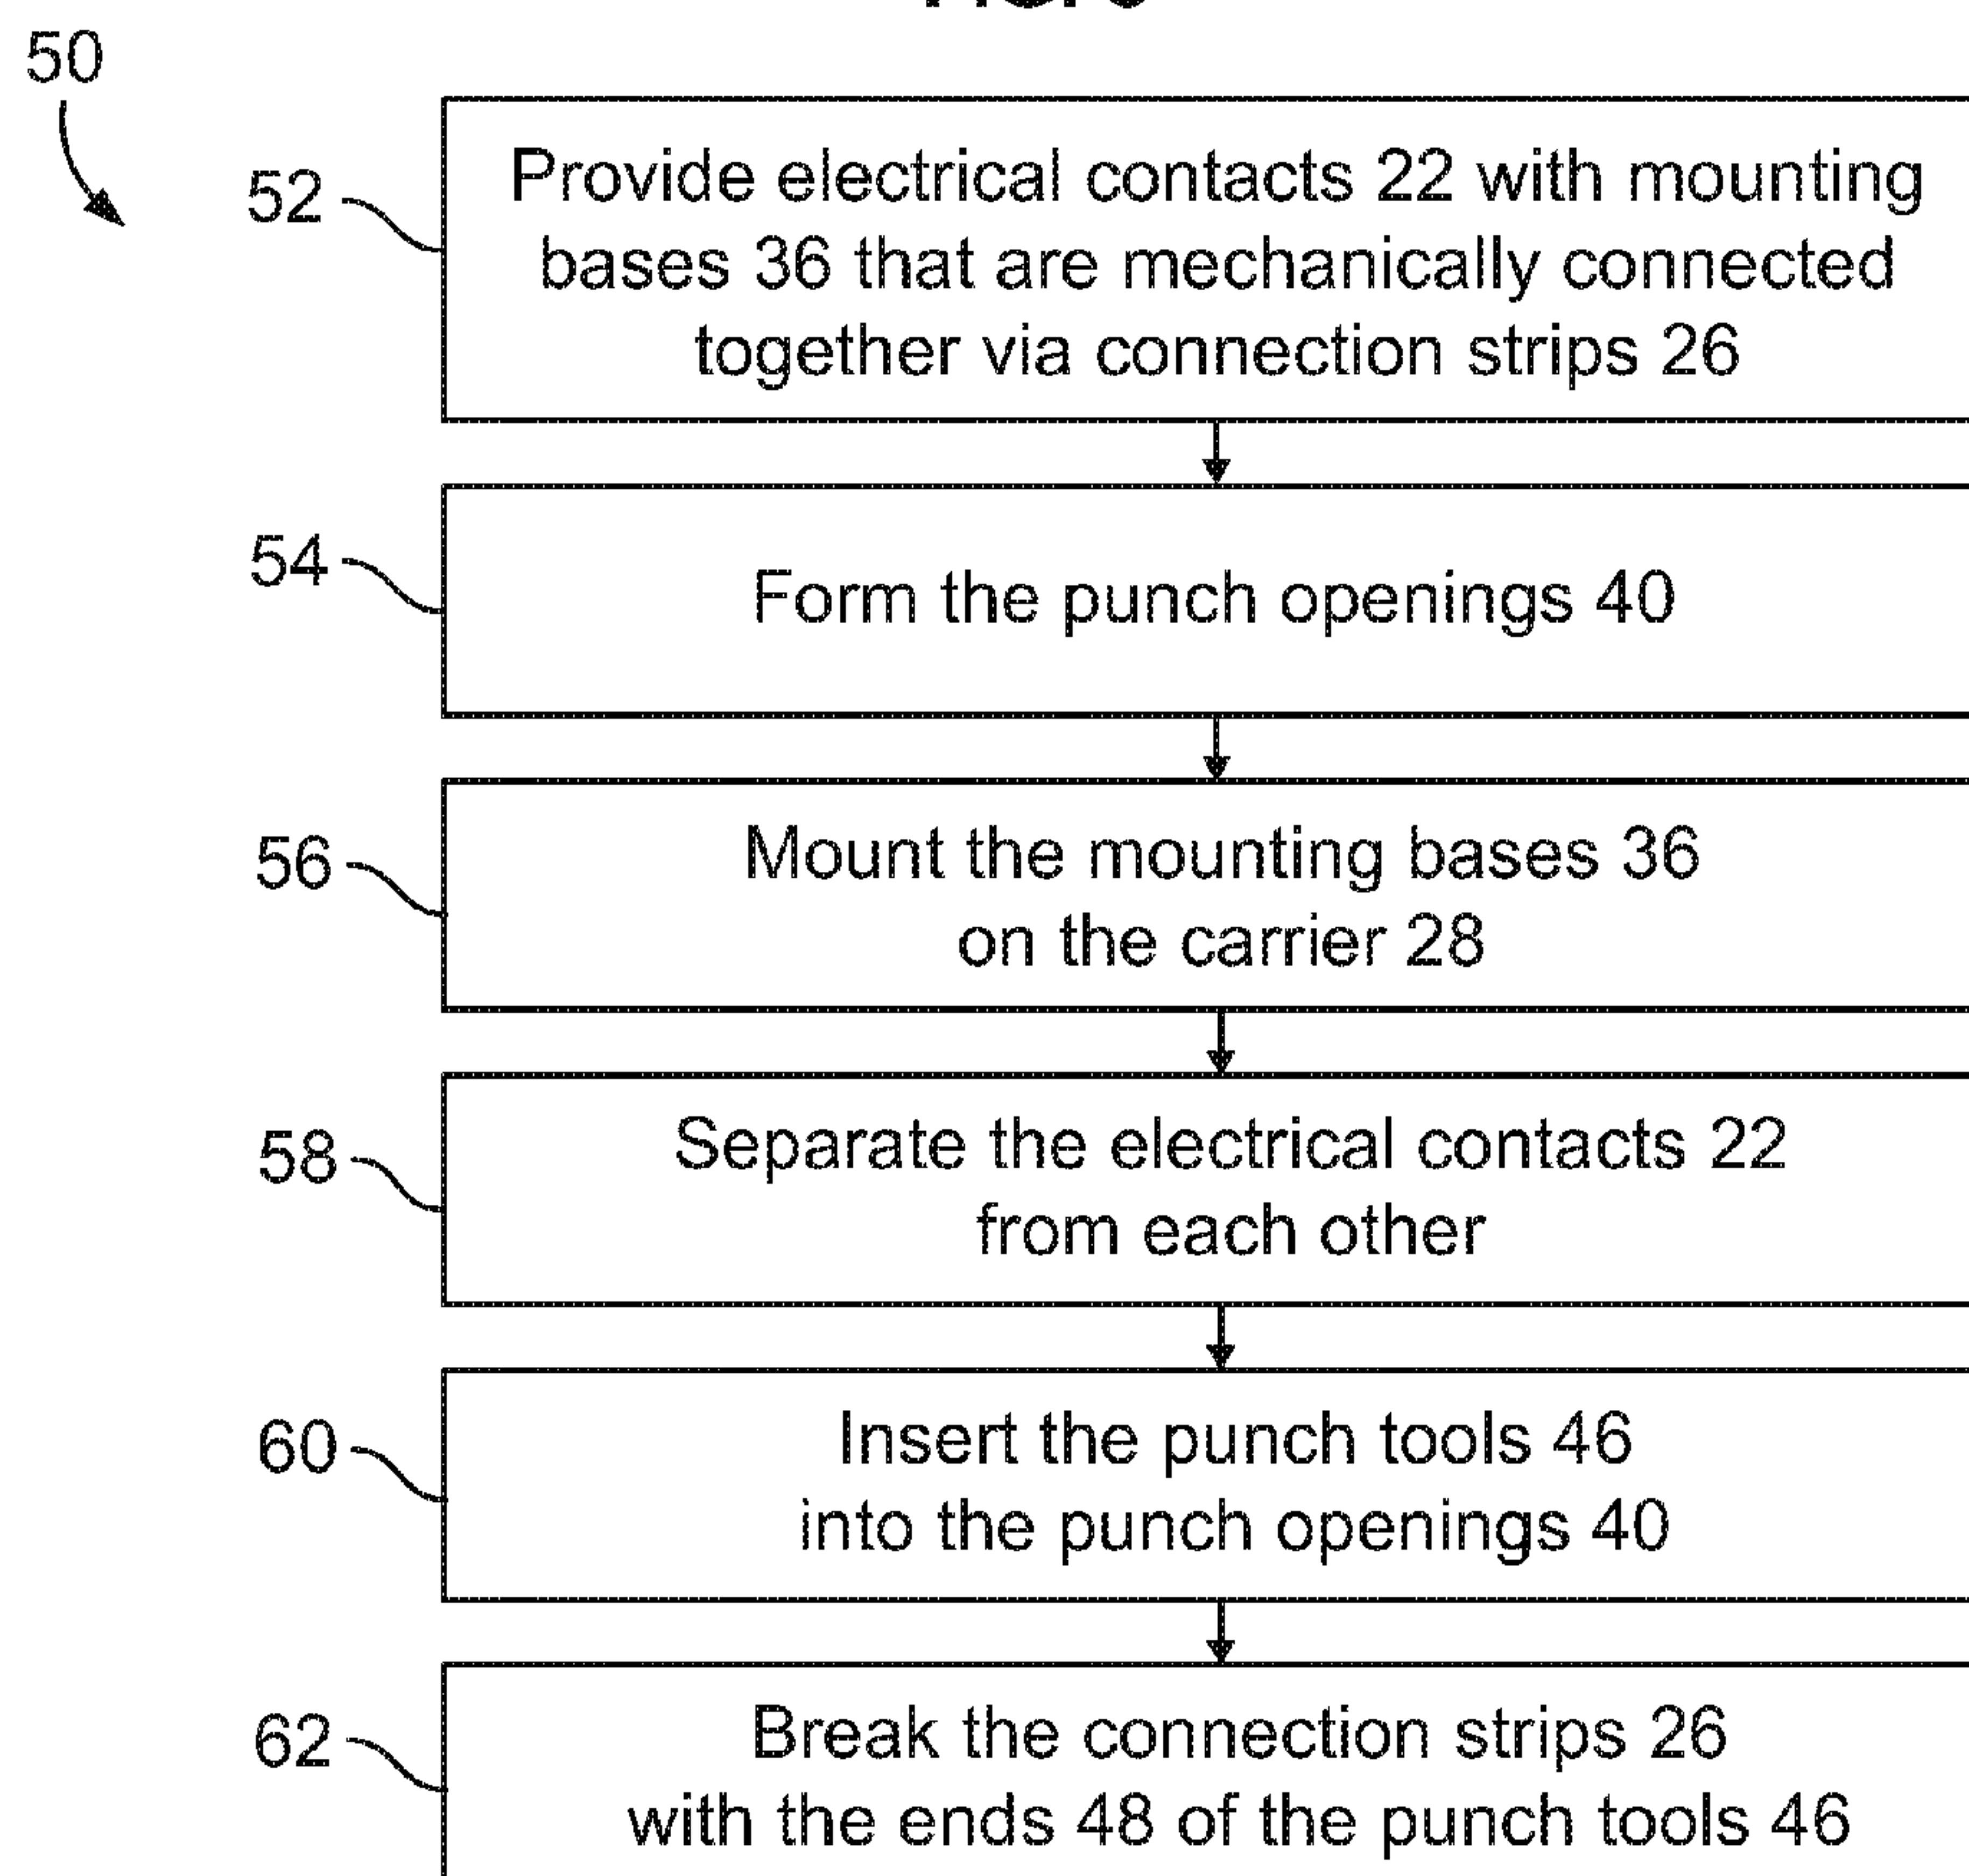 50
52
Provide electrical contacts 22 with mounting
bases 36 that are mechanically connected
together via connection strips 26
54
Form the punch openings 40
56
Mount the mounting bases 36
on the carrier 28
58
Separate the electrical contacts 22
from each other
60
Insert the punch tools 46
into the punch openings 40
62
Break the connection strips 26
with the ends 48 of the punch tools 46